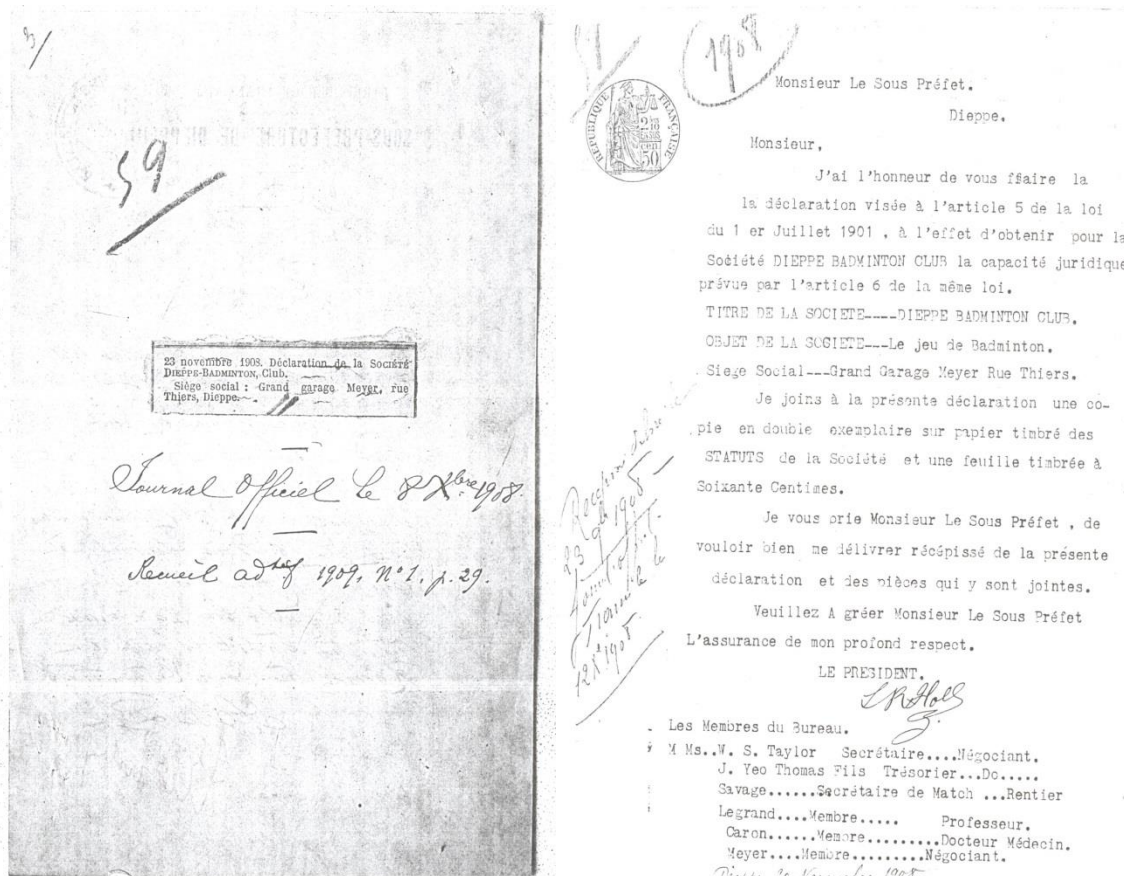 3/
59
23 novembre 1908. Déclaration de la SOCIÉTÉ
DIEPPE-BADMINTON, Club.
Siège social : Grand garage Meyer, rue
Thiers, Dieppe.
Journal Officiel le 8 Xbre 1908.
Recueil adtif 1909, N°1, p. 29.
1908
RÉPUBLIQUE FRANÇAISE
50
Monsieur Le Sous Préfet.
Dieppe.
Monsieur,
J'ai l'honneur de vous ffaire la
la déclaration visée à l'article 5 de la loi
du 1 er Juillet 1901 , à l'effet d'obtenir pour la
Société DIEPPE BADMINTON CLUB la capacité juridique
prévue par l'article 6 de la même loi.
TITRE DE LA SOCIETE----DIEPPE BADMINTON CLUB.
OBJET DE LA SOCIETE---Le jeu de Badminton.
Siege Social---Grand Garage Meyer Rue Thiers.
Je joins à la présente déclaration une co-
pie en double exemplaire sur papier timbré des
STATUTS de la Société et une feuille timbrée à
Soixante Centimes.
Je vous prie Monsieur Le Sous Préfet , de
vouloir bien me délivrer récépissé de la présente
déclaration et des pièces qui y sont jointes.
Veuillez A gréer Monsieur Le Sous Préfet
L'assurance de mon profond respect.
LE PRESIDENT.
Les Membres du Bureau.
M Ms..W. S. Taylor Secrétaire....Négociant.
J. Yeo Thomas Fils Trésorier...Do.....
Savage......Secrétaire de Match ...Rentier
Legrand....Membre..... Professeur.
Caron......Membre.........Docteur Médecin.
Meyer....Membre.........Négociant.
23 9bre 1908
12 Xe 1908